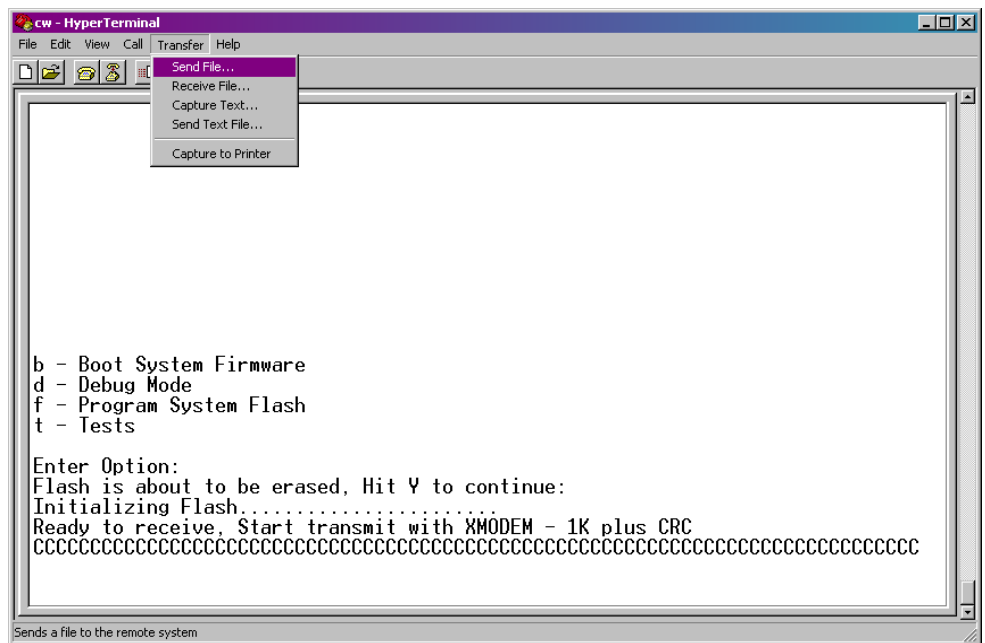 cw - HyperTerminal
File Edit View Call Transfer Help
Send File...
Receive File...
Capture Text...
Send Text File...
Capture to Printer
b - Boot System Firmware
d - Debug Mode
f - Program System Flash
t - Tests
Enter Option:
Flash is about to be erased, Hit Y to continue:
Initializing Flash.......................
Ready to receive, Start transmit with XMODEM - 1K plus CRC
CCCCCCCCCCCCCCCCCCCCCCCCCCCCCCCCCCCCCCCCCCCCCCCCCCCCCCCCCCCCCCCCCCCCCCCCCCCCCC
Sends a file to the remote system